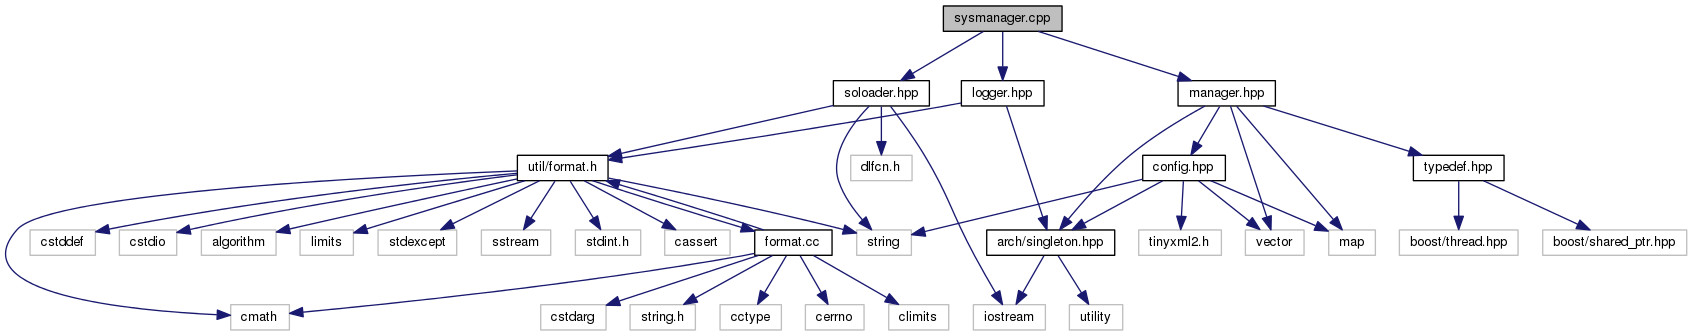 sysmanager.cpp
soloader.hpp
logger.hpp
manager.hpp
util/format.h
dlfcn.h
config.hpp
typedef.hpp
cstddef
cstdio
algorithm
limits
stdexcept
sstream
stdint.h
cassert
format.cc
string
arch/singleton.hpp
tinyxml2.h
vector
map
boost/thread.hpp
boost/shared_ptr.hpp
cmath
cstdarg
string.h
cctype
cerrno
climits
iostream
utility